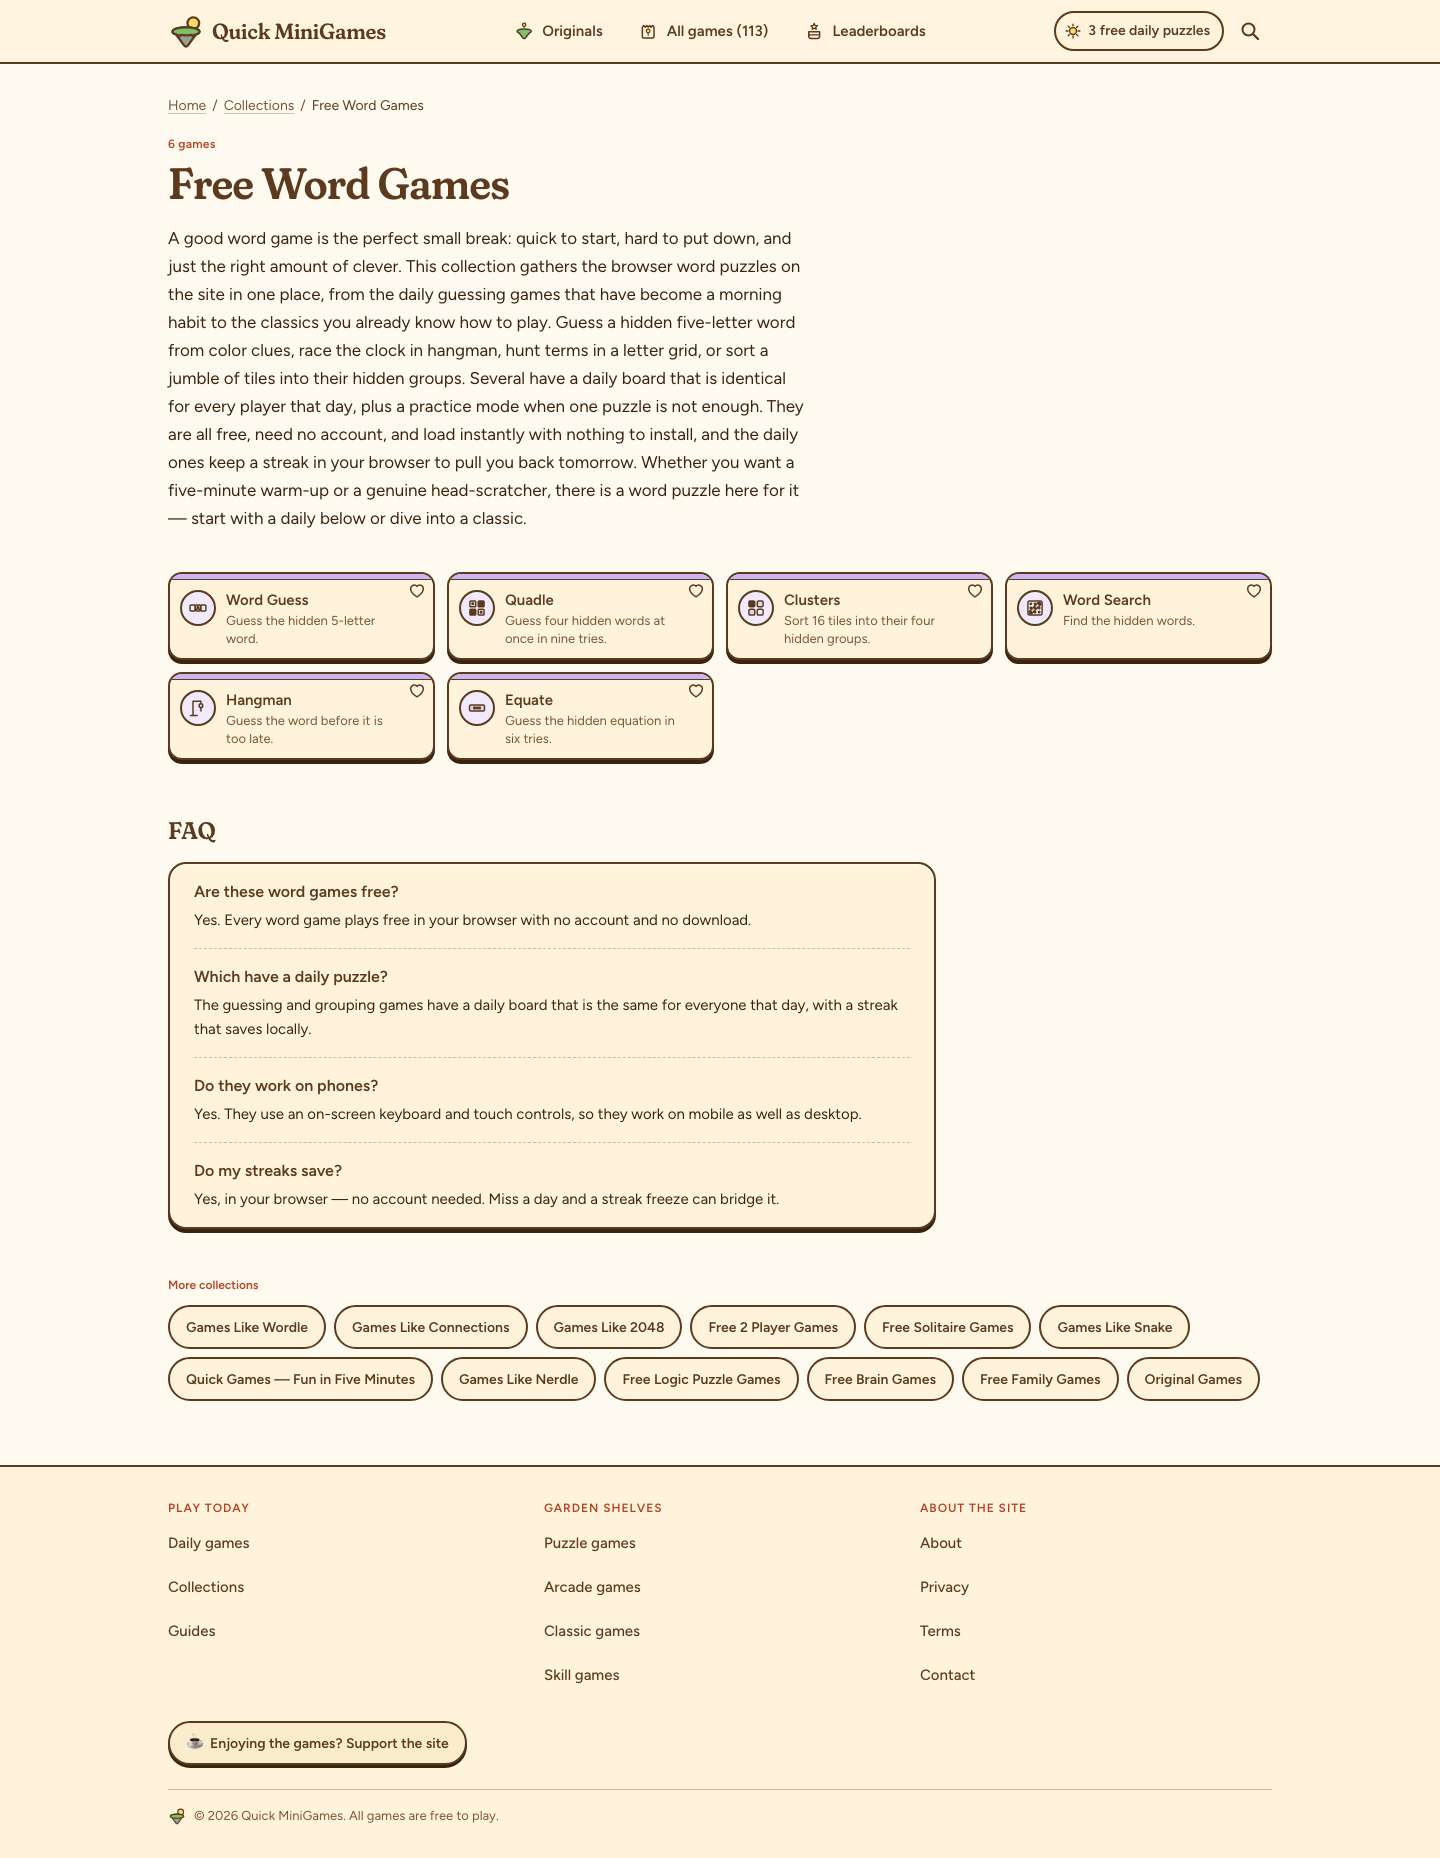 Quick MiniGames
Originals
All games (113)
Leaderboards
3 free daily puzzles
Home / Collections / Free Word Games
6 games
Free Word Games
A good word game is the perfect small break: quick to start, hard to put down, and
just the right amount of clever. This collection gathers the browser word puzzles on
the site in one place, from the daily guessing games that have become a morning
habit to the classics you already know how to play. Guess a hidden five-letter word
from color clues, race the clock in hangman, hunt terms in a letter grid, or sort a
jumble of tiles into their hidden groups. Several have a daily board that is identical
for every player that day, plus a practice mode when one puzzle is not enough. They
are all free, need no account, and load instantly with nothing to install, and the daily
ones keep a streak in your browser to pull you back tomorrow. Whether you want a
five-minute warm-up or a genuine head-scratcher, there is a word puzzle here for it
— start with a daily below or dive into a classic.
Word Guess
Guess the hidden 5-letter
word.
Quadle
Guess four hidden words at
once in nine tries.
Clusters
Sort 16 tiles into their four
hidden groups.
Word Search
Find the hidden words.
Hangman
Guess the word before it is
too late.
Equate
Guess the hidden equation in
six tries.
FAQ
Are these word games free?
Yes. Every word game plays free in your browser with no account and no download.
Which have a daily puzzle?
The guessing and grouping games have a daily board that is the same for everyone that day, with a streak
that saves locally.
Do they work on phones?
Yes. They use an on-screen keyboard and touch controls, so they work on mobile as well as desktop.
Do my streaks save?
Yes, in your browser — no account needed. Miss a day and a streak freeze can bridge it.
More collections
Games Like Wordle
Games Like Connections
Games Like 2048
Free 2 Player Games
Free Solitaire Games
Games Like Snake
Quick Games — Fun in Five Minutes
Games Like Nerdle
Free Logic Puzzle Games
Free Brain Games
Free Family Games
Original Games
PLAY TODAY
Daily games
Collections
Guides
GARDEN SHELVES
Puzzle games
Arcade games
Classic games
Skill games
ABOUT THE SITE
About
Privacy
Terms
Contact
Enjoying the games? Support the site
© 2026 Quick MiniGames. All games are free to play.